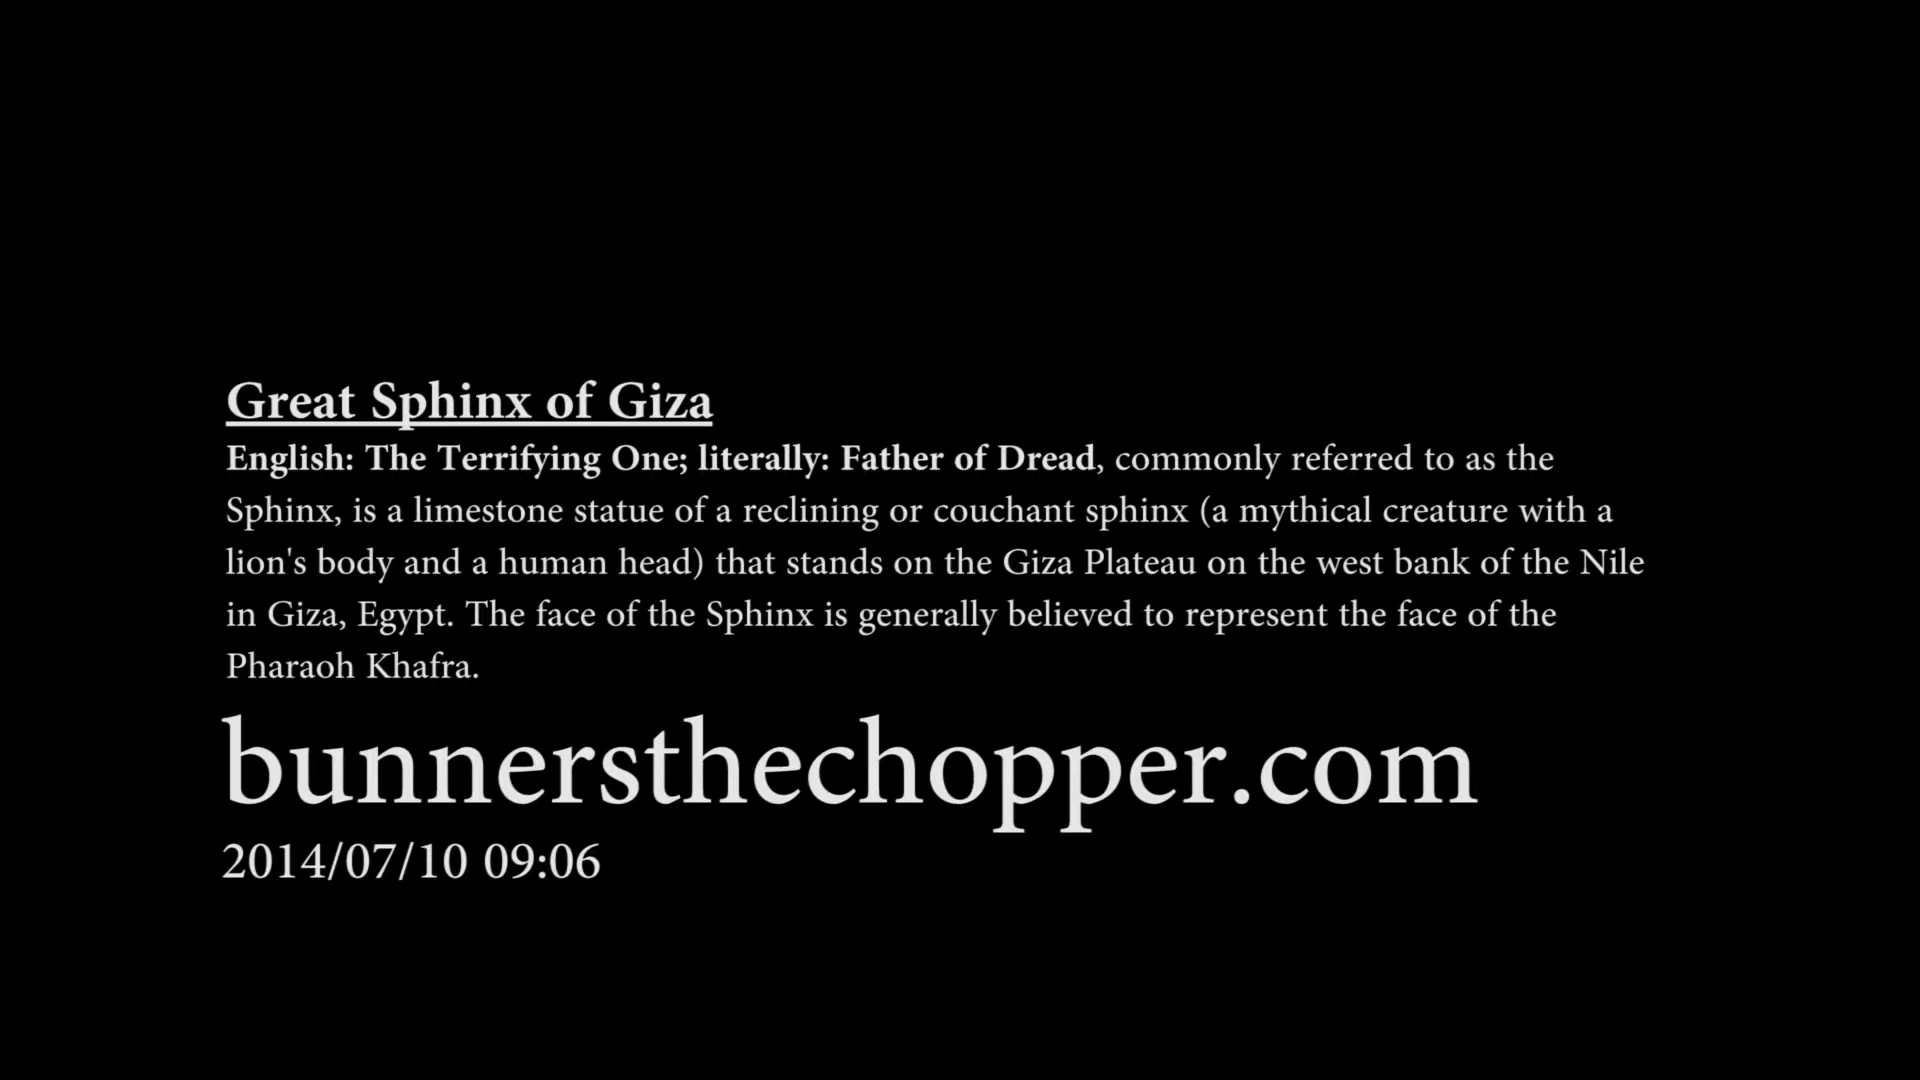 Great Sphinx of Giza
English: The Terrifying One; literally: Father of Dread, commonly referred to as the
Sphinx, is a limestone statue of a reclining or couchant sphinx (a mythical creature with a
lion's body and a human head) that stands on the Giza Plateau on the west bank of the Nile
in Giza, Egypt. The face of the Sphinx is generally believed to represent the face of the
Pharaoh Khafra.
bunnersthechopper.com
2014/07/10 09:06